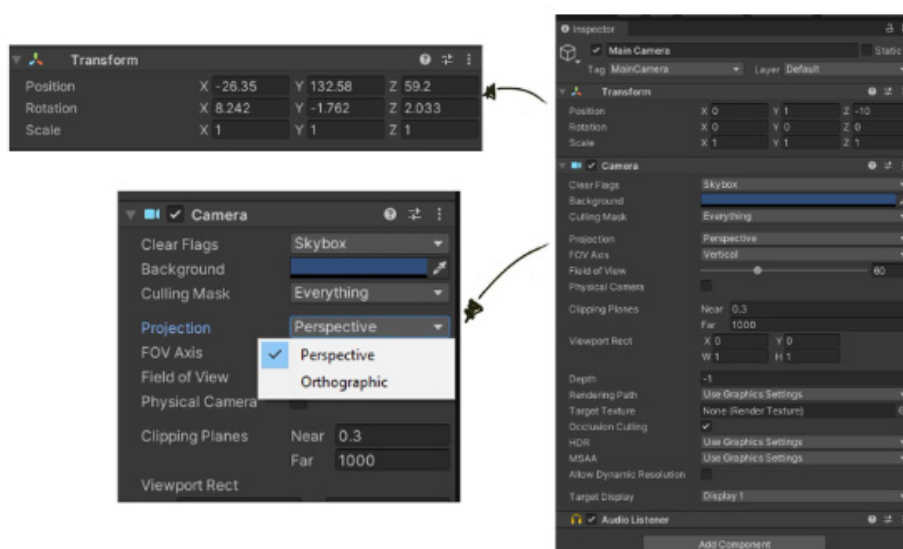 Transform
Position X -26.35 Y 132.58 Z 59.2
Rotation X 8.242 Y -1.762 Z 2.033
Scale X 1 Y 1 Z 1
Camera
Clear Flags Skybox
Background
Culling Mask Everything
Projection Perspective
FOV Axis Perspective
Field of View Orthographic
Physical Camera
Clipping Planes Near 0.3
Far 1000
Viewport Rect
Inspector
Main Camera Static
Tag MainCamera Layer Default
Transform
Position X 0 Y 1 Z -10
Rotation X 0 Y 0 Z 0
Scale X 1 Y 1 Z 1
Camera
Clear Flags Skybox
Background
Culling Mask Everything
Projection Perspective
FOV Axis Vertical
Field of View 60
Physical Camera
Clipping Planes Near 0.3
Far 1000
Viewport Rect X 0 Y 0
W 1 H 1
Depth -1
Rendering Path Use Graphics Settings
Target Texture None (Render Texture)
Occlusion Culling
HDR Use Graphics Settings
MSAA Use Graphics Settings
Allow Dynamic Resolution
Target Display Display 1
Audio Listener
Add Component